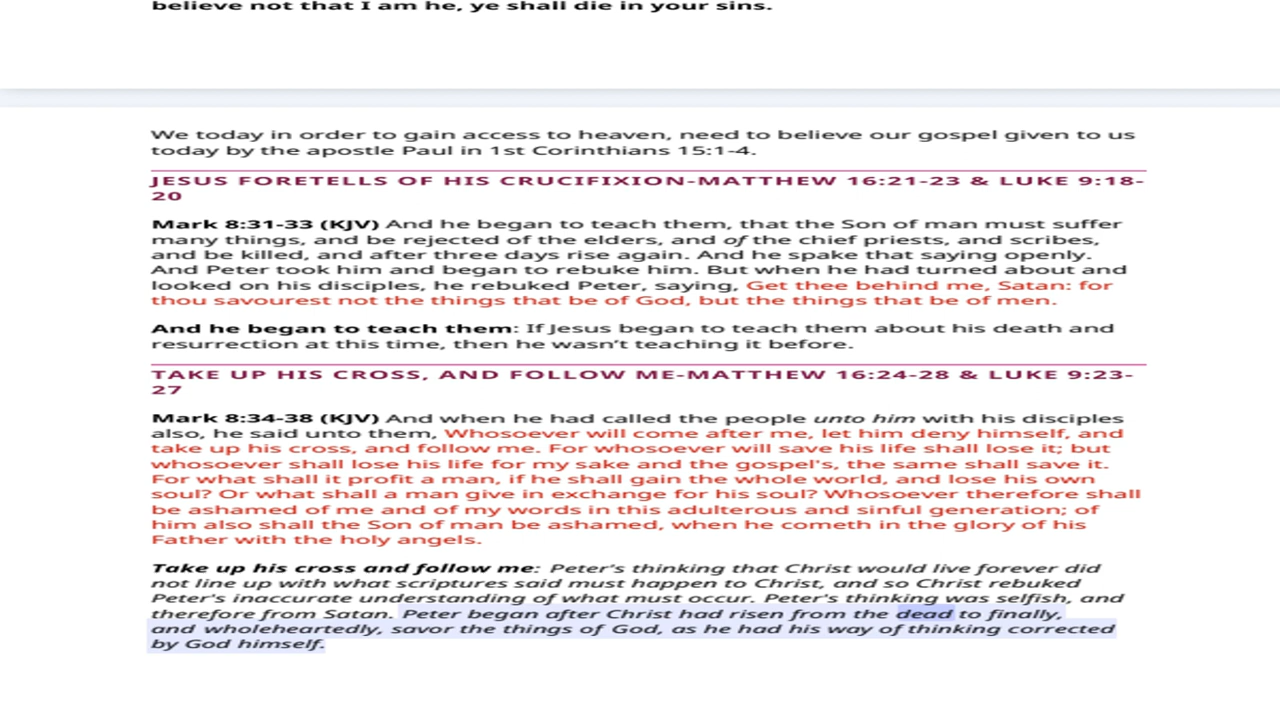 believe not that I am he, ye shall die in your sins.
We today in order to gain access to heaven, need to believe our gospel given to us
today by the apostle Paul in 1st Corinthians 15:1-4.
JESUS FORETELLS OF HIS CRUCIFIXION-MATTHEW 16:21-23 & LUKE 9:18-
20
Mark 8:31-33 (KJV) And he began to teach them, that the Son of man must suffer
many things, and be rejected of the elders, and of the chief priests, and scribes,
and be killed, and after three days rise again. And he spake that saying openly.
And Peter took him and began to rebuke him. But when he had turned about and
looked on his disciples, he rebuked Peter, saying, Get thee behind me, Satan: for
thou savourest not the things that be of God, but the things that be of men.
And he began to teach them: If Jesus began to teach them about his death and
resurrection at this time, then he wasn't teaching it before.
TAKE UP HIS CROSS, AND FOLLOW ME-MATTHEW 16:24-28 & LUKE 9:23-
27
Mark 8:34-38 (KJV) And when he had called the people unto him with his disciples
also, he said unto them, Whosoever will come after me, let him deny himself, and
take up his cross, and follow me. For whosoever will save his life shall lose it; but
whosoever shall lose his life for my sake and the gospel's, the same shall save it.
For what shall it profit a man, if he shall gain the whole world, and lose his own
soul? Or what shall a man give in exchange for his soul? Whosoever therefore shall
be ashamed of me and of my words in this adulterous and sinful generation; of
him also shall the Son of man be ashamed, when he cometh in the glory of his
Father with the holy angels.
Take up his cross and follow me: Peter's thinking that Christ would live forever did
not line up with what scriptures said must happen to Christ, and so Christ rebuked
Peter's inaccurate understanding of what must occur. Peter's thinking was selfish, and
therefore from Satan. Peter began after Christ had risen from the dead to finally,
and wholeheartedly, savor the things of God, as he had his way of thinking corrected
by God himself.